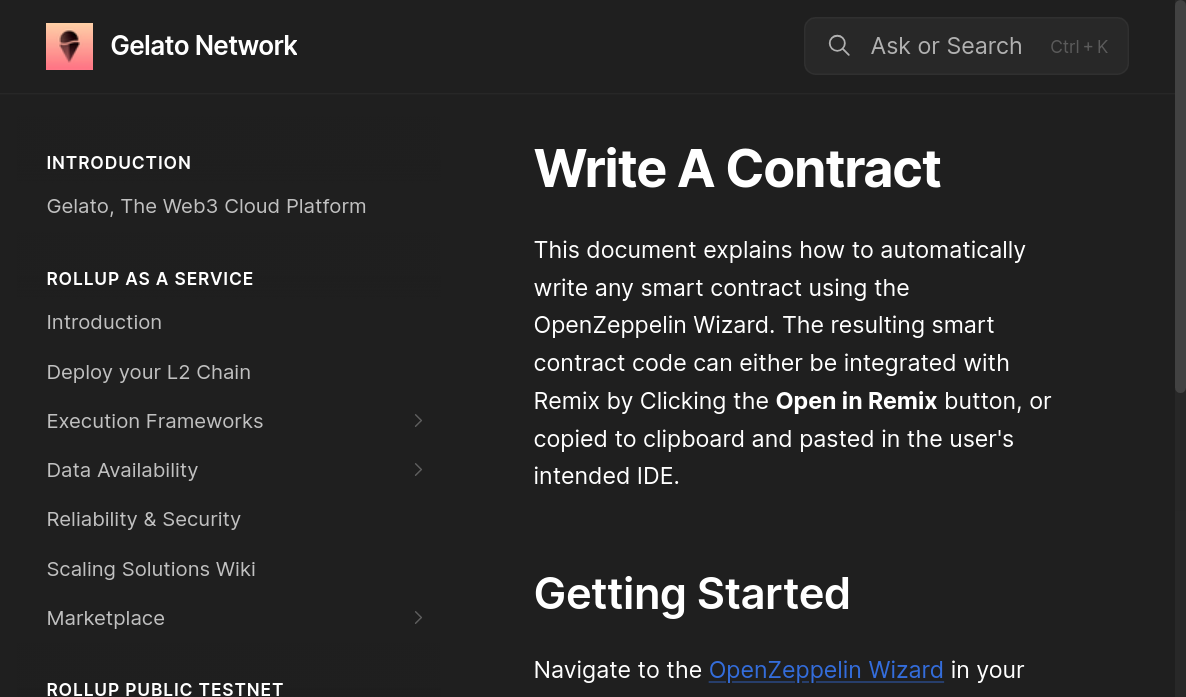 Gelato Network
Ask or Search Ctrl + K
INTRODUCTION
Gelato, The Web3 Cloud Platform
ROLLUP AS A SERVICE
Introduction
Deploy your L2 Chain
Execution Frameworks
Data Availability
Reliability & Security
Scaling Solutions Wiki
Marketplace
ROLLUP PUBLIC TESTNET
Write A Contract
This document explains how to automatically
write any smart contract using the
OpenZeppelin Wizard. The resulting smart
contract code can either be integrated with
Remix by Clicking the Open in Remix button, or
copied to clipboard and pasted in the user's
intended IDE.
Getting Started
Navigate to the OpenZeppelin Wizard in your